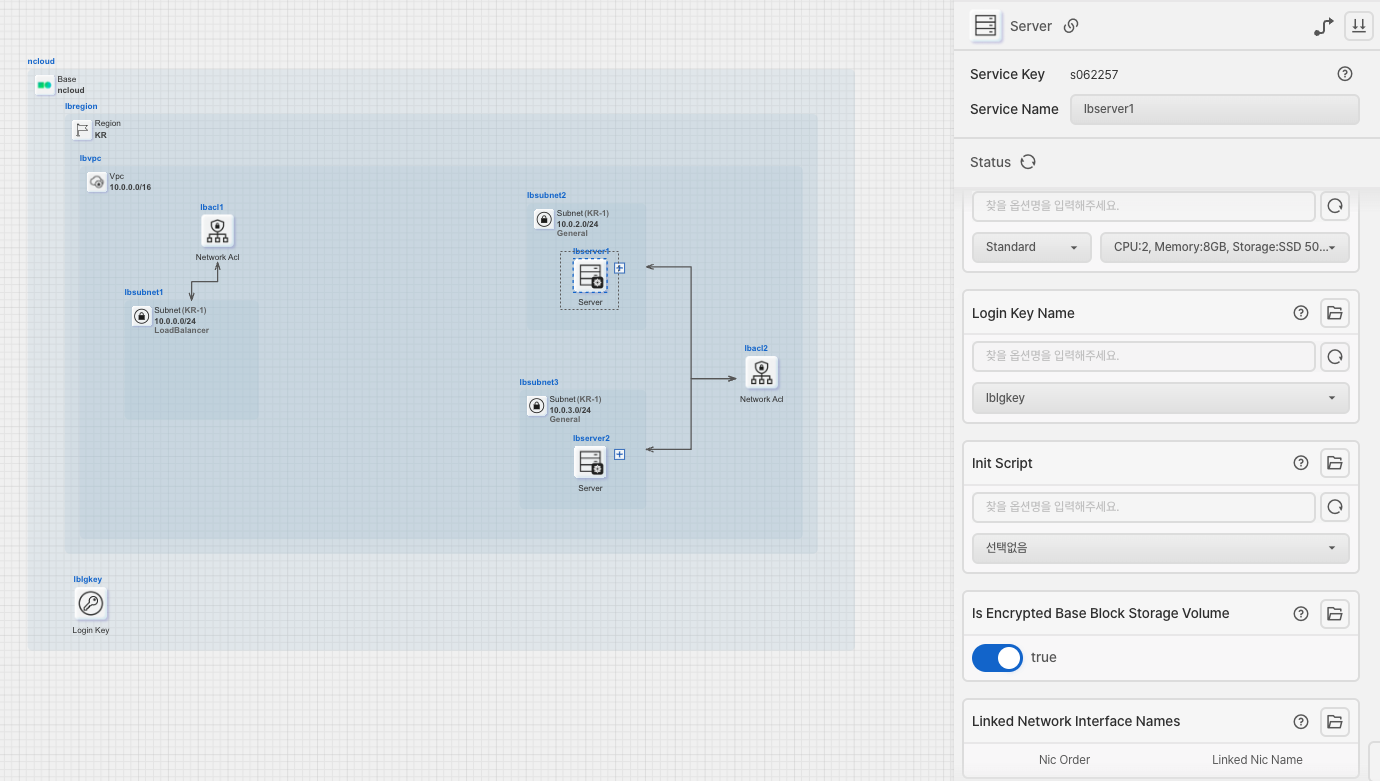 ncloud
Base
ncloud
lbregion
Region
KR
lbvpc
Vpc
10.0.0.0/16
lbacl1
Network Acl
lbsubnet1
Subnet (KR-1)
10.0.0.0/24
LoadBalancer
lbsubnet2
Subnet (KR-1)
10.0.2.0/24
General
lbserver1
Server
lbacl2
Network Acl
lbsubnet3
Subnet (KR-1)
10.0.3.0/24
General
lbserver2
Server
lblgkey
Login Key
Server
Service Key s062257
Service Name lbserver1
Status
찾을 옵션명을 입력해주세요.
Standard CPU:2, Memory:8GB, Storage:SSD 50...
Login Key Name
찾을 옵션명을 입력해주세요.
lblgkey
Init Script
찾을 옵션명을 입력해주세요.
선택없음
Is Encrypted Base Block Storage Volume
true
Linked Network Interface Names
Nic Order Linked Nic Name